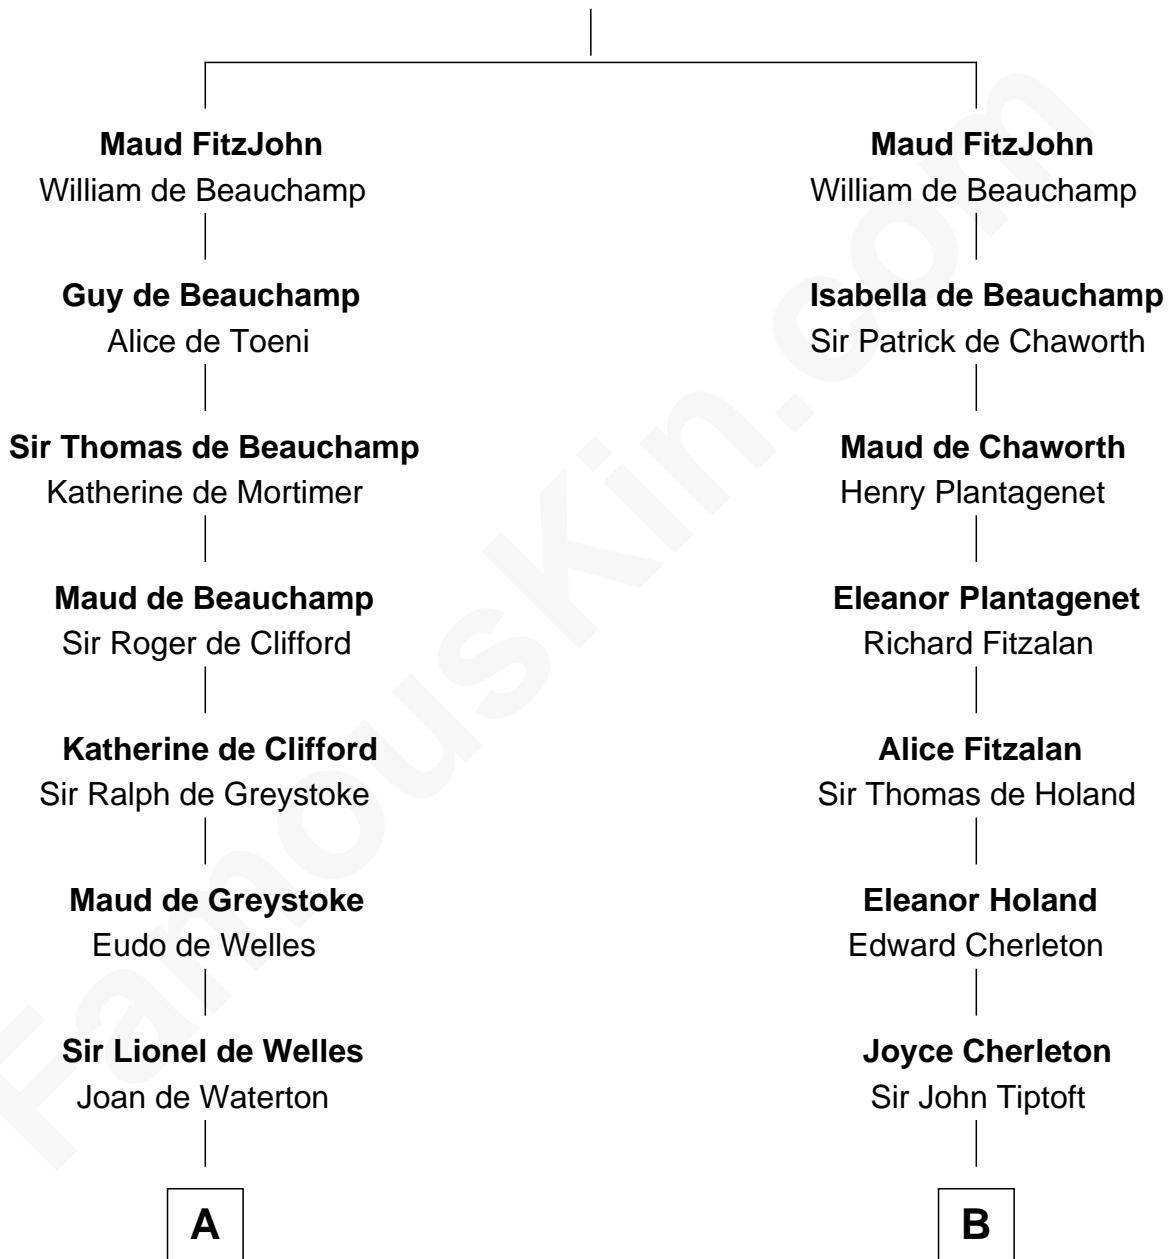 Maud FitzJohn
William de Beauchamp
Guy de Beauchamp
Alice de Toeni
Sir Thomas de Beauchamp
Katherine de Mortimer
Maud de Beauchamp
Sir Roger de Clifford
Katherine de Clifford
Sir Ralph de Greystoke
Maud de Greystoke
Eudo de Welles
Sir Lionel de Welles
Joan de Waterton
A
Maud FitzJohn
William de Beauchamp
Isabella de Beauchamp
Sir Patrick de Chaworth
Maud de Chaworth
Henry Plantagenet
Eleanor Plantagenet
Richard Fitzalan
Alice Fitzalan
Sir Thomas de Holand
Eleanor Holand
Edward Cherleton
Joyce Cherleton
Sir John Tiptoft
B
FamousKin.com